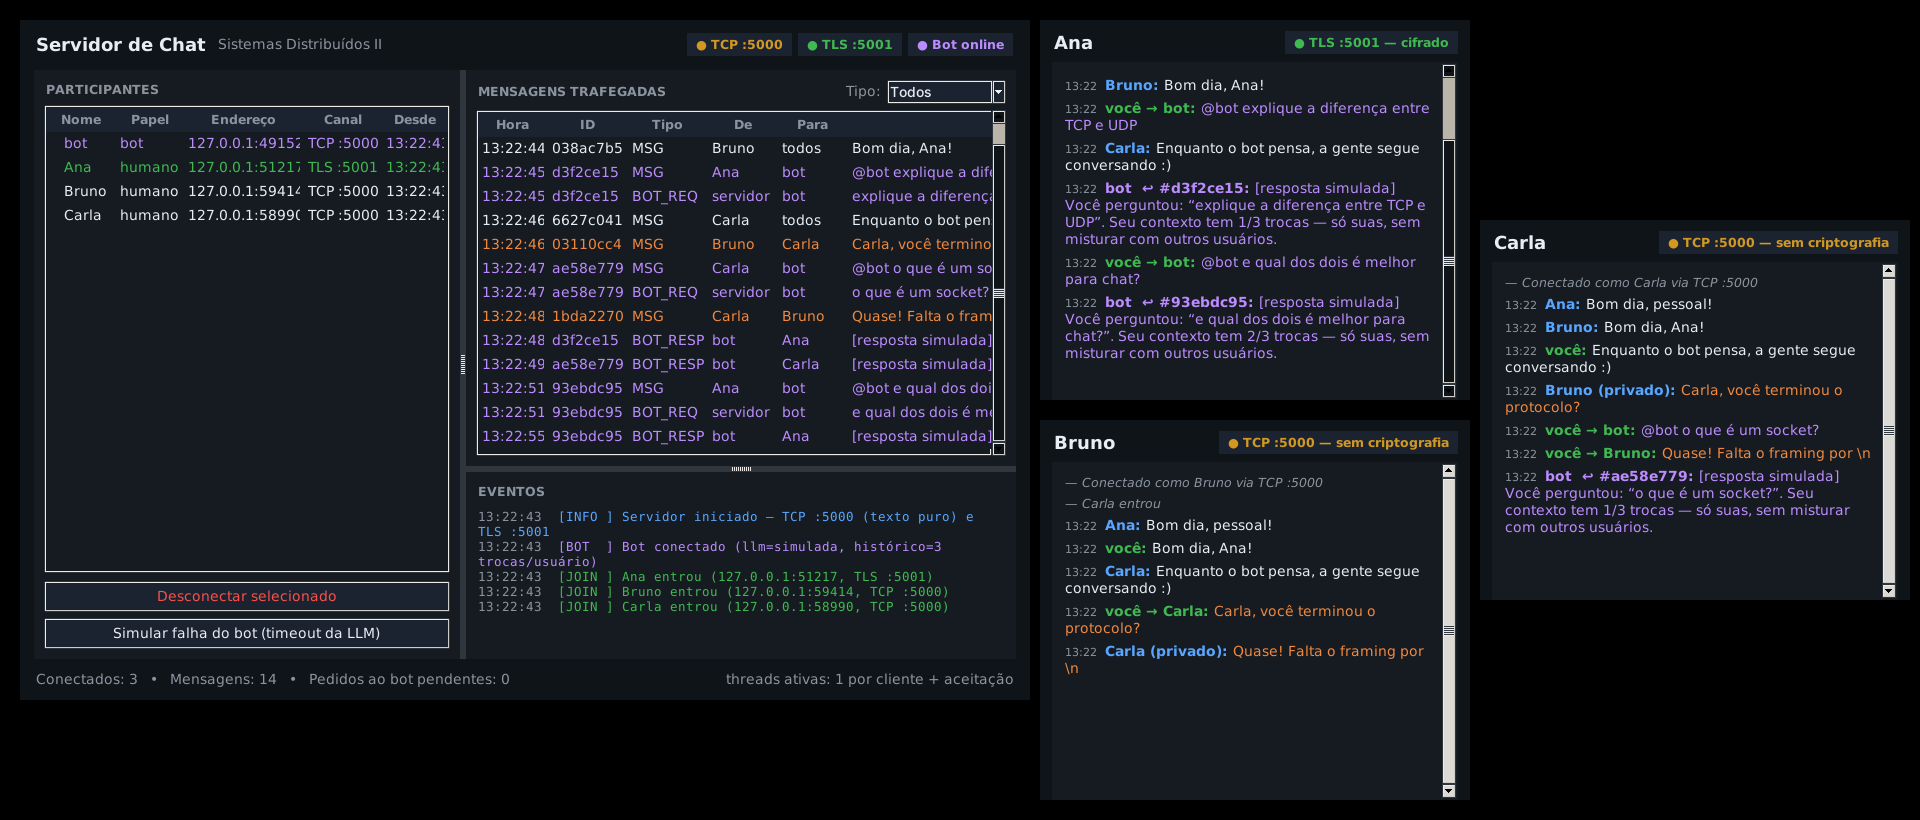 Servidor de Chat Sistemas Distribuídos II ● TCP :5000 ● TLS :5001 ● Bot online
PARTICIPANTES
Nome Papel Endereço Canal Desde
bot bot 127.0.0.1:49152 TCP :5000 13:22:43
Ana humano 127.0.0.1:51217 TLS :5001 13:22:43
Bruno humano 127.0.0.1:59414 TCP :5000 13:22:43
Carla humano 127.0.0.1:58990 TCP :5000 13:22:43
Desconectar selecionado
Simular falha do bot (timeout da LLM)
MENSAGENS TRAFEGADAS Tipo: Todos
Hora ID Tipo De Para
13:22:44 038ac7b5 MSG Bruno todos Bom dia, Ana!
13:22:45 d3f2ce15 MSG Ana bot @bot explique a dife
13:22:45 d3f2ce15 BOT_REQ servidor bot explique a diferença
13:22:46 6627c041 MSG Carla todos Enquanto o bot pen
13:22:46 03110cc4 MSG Bruno Carla Carla, você termino
13:22:47 ae58e779 MSG Carla bot @bot o que é um so
13:22:47 ae58e779 BOT_REQ servidor bot o que é um socket?
13:22:48 1bda2270 MSG Carla Bruno Quase! Falta o fram
13:22:48 d3f2ce15 BOT_RESP bot Ana [resposta simulada]
13:22:49 ae58e779 BOT_RESP bot Carla [resposta simulada]
13:22:51 93ebdc95 MSG Ana bot @bot e qual dos doi
13:22:51 93ebdc95 BOT_REQ servidor bot e qual dos dois é me
13:22:55 93ebdc95 BOT_RESP bot Ana [resposta simulada]
EVENTOS
13:22:43 [INFO ] Servidor iniciado — TCP :5000 (texto puro) e
TLS :5001
13:22:43 [BOT ] Bot conectado (llm=simulada, histórico=3
trocas/usuário)
13:22:43 [JOIN ] Ana entrou (127.0.0.1:51217, TLS :5001)
13:22:43 [JOIN ] Bruno entrou (127.0.0.1:59414, TCP :5000)
13:22:43 [JOIN ] Carla entrou (127.0.0.1:58990, TCP :5000)
Conectados: 3 • Mensagens: 14 • Pedidos ao bot pendentes: 0 threads ativas: 1 por cliente + aceitação
Ana ● TLS :5001 — cifrado
13:22 Bruno: Bom dia, Ana!
13:22 você → bot: @bot explique a diferença entre
TCP e UDP
13:22 Carla: Enquanto o bot pensa, a gente segue
conversando :)
13:22 bot ↩ #d3f2ce15: [resposta simulada]
Você perguntou: “explique a diferença entre TCP e
UDP”. Seu contexto tem 1/3 trocas — só suas, sem
misturar com outros usuários.
13:22 você → bot: @bot e qual dos dois é melhor
para chat?
13:22 bot ↩ #93ebdc95: [resposta simulada]
Você perguntou: “e qual dos dois é melhor para
chat?”. Seu contexto tem 2/3 trocas — só suas, sem
misturar com outros usuários.
Bruno ● TCP :5000 — sem criptografia
— Conectado como Bruno via TCP :5000
— Carla entrou
13:22 Ana: Bom dia, pessoal!
13:22 você: Bom dia, Ana!
13:22 Carla: Enquanto o bot pensa, a gente segue
conversando :)
13:22 você → Carla: Carla, você terminou o
protocolo?
13:22 Carla (privado): Quase! Falta o framing por
\n
Carla ● TCP :5000 — sem criptografia
— Conectado como Carla via TCP :5000
13:22 Ana: Bom dia, pessoal!
13:22 Bruno: Bom dia, Ana!
13:22 você: Enquanto o bot pensa, a gente segue
conversando :)
13:22 Bruno (privado): Carla, você terminou o
protocolo?
13:22 você → bot: @bot o que é um socket?
13:22 você → Bruno: Quase! Falta o framing por \n
13:22 bot ↩ #ae58e779: [resposta simulada]
Você perguntou: “o que é um socket?”. Seu
contexto tem 1/3 trocas — só suas, sem misturar
com outros usuários.